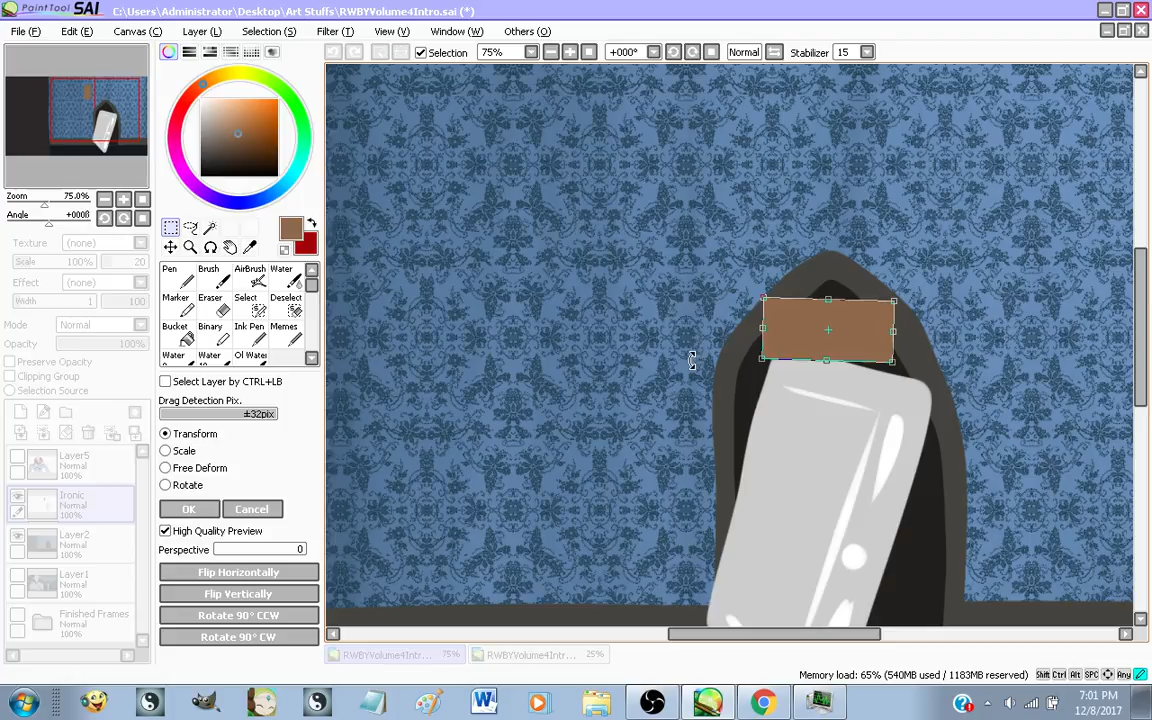 PaintTool SAI C:\Users\Administrator\Desktop\Art Stuffs\RWBYVolume4Intro.sai (*)
File (F) Edit (E) Canvas (C) Layer (L) Selection (S) Filter (T) View (V) Window (W) Others (O)
Selection 75% +000° Normal Stabilizer 15
Zoom 75.0%
Angle +000ß
Texture (none)
Scale 100% 20
Effect (none)
Width 1 100
Mode Normal
Opacity 100%
Preserve Opacity
Clipping Group
Selection Source
Layer5
Normal
100%
Ironic
Normal
100%
Layer2
Normal
100%
Layer1
Normal
100%
Finished Frames
Normal
100%
Pen Brush AirBrush Water
Marker Eraser Select Deselect
Bucket Binary Ink Pen Memes
Water Water Ol Water
Select Layer by CTRL+LB
Drag Detection Pix.
±32pix
Transform
Scale
Free Deform
Rotate
OK Cancel
High Quality Preview
Perspective 0
Flip Horizontally
Flip Vertically
Rotate 90° CCW
Rotate 90° CW
RWBYVolume4Intr... 75% RWBYVolume4Intr... 25%
Memory load: 65% (540MB used / 1183MB reserved) Shift Ctrl Alt SPC Any
7:01 PM
12/8/2017